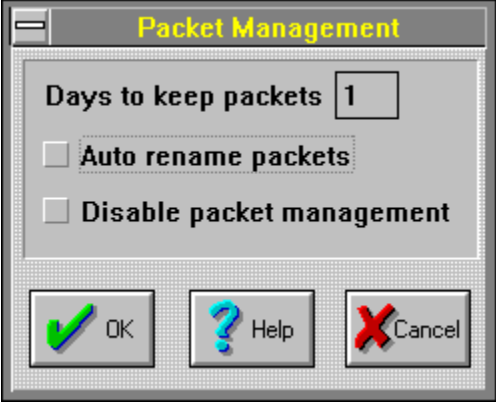 Packet Management
Days to keep packets 1
Auto rename packets
Disable packet management
OK Help Cancel